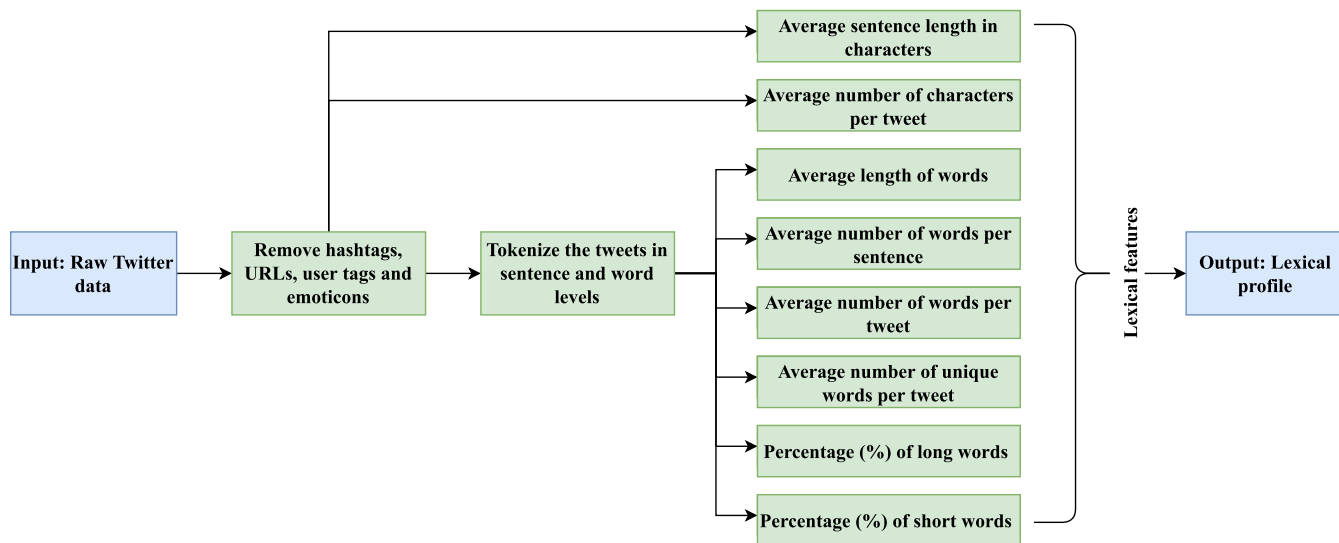 Input: Raw Twitter
data
Remove hashtags,
URLs, user tags and
emoticons
Tokenize the tweets in
sentence and word
levels
Average sentence length in
characters
Average number of characters
per tweet
Average length of words
Average number of words per
sentence
Average number of words per
tweet
Average number of unique
words per tweet
Percentage (%) of long words
Percentage (%) of short words
Lexical features
Output: Lexical
profile